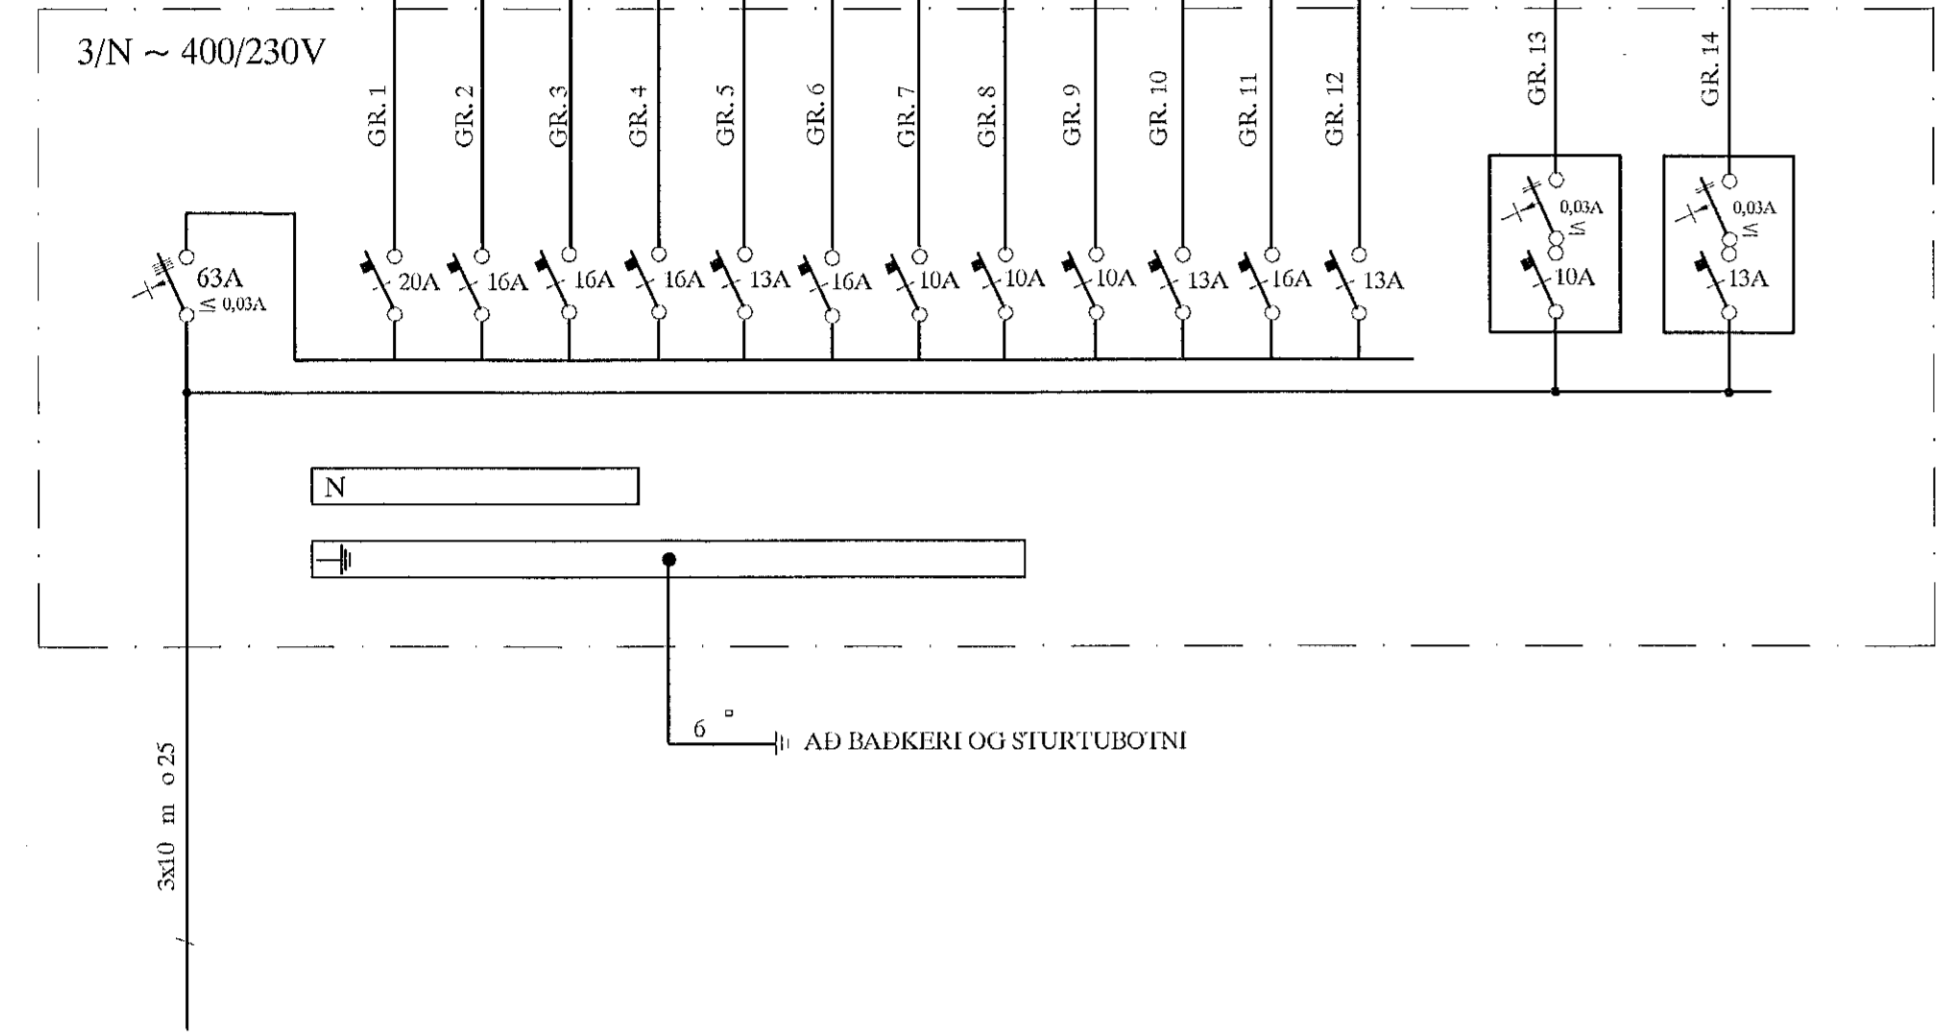 3/N ~ 400/230V
GR. 1
GR. 2
GR. 3
GR. 4
GR. 5
GR. 6
GR. 7
GR. 8
GR. 9
GR. 10
GR. 11
GR. 12
GR. 13
GR. 14
63A
≤ 0,03A
20A
16A
16A
16A
13A
16A
10A
10A
10A
13A
16A
13A
0,03A
≤
10A
0,03A
≤
13A
N
6 □
AÐ BAÐKERI OG STURTUBOTNI
3x10 m o 25